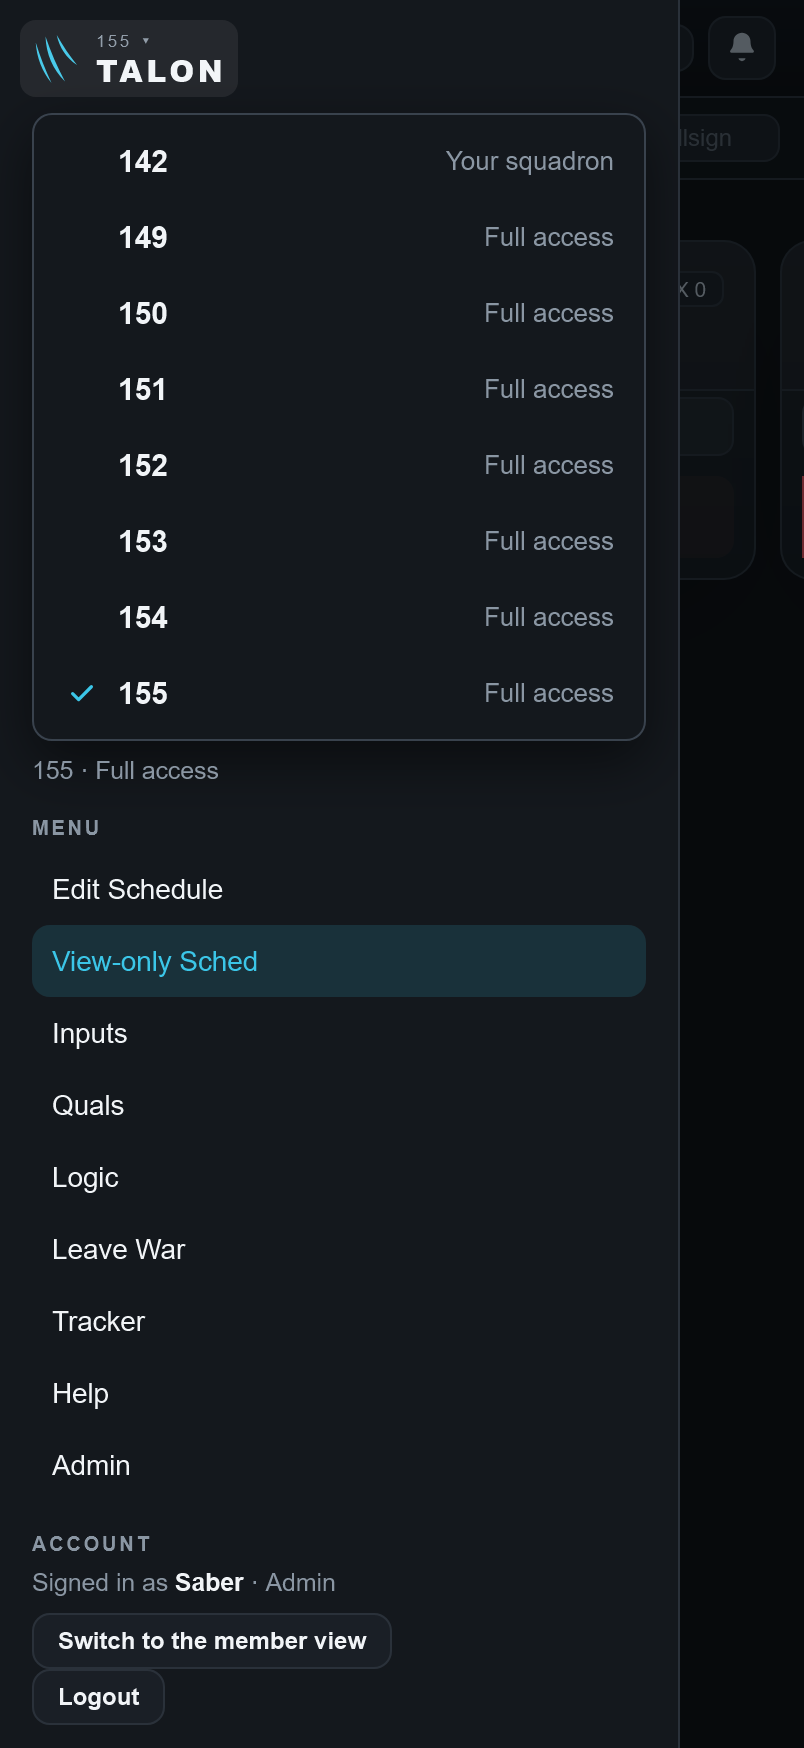 155 ▾
TALON
142 Your squadron
149 Full access
150 Full access
151 Full access
152 Full access
153 Full access
154 Full access
155 Full access
155 · Full access
MENU
Edit Schedule
View-only Sched
Inputs
Quals
Logic
Leave War
Tracker
Help
Admin
ACCOUNT
Signed in as Saber · Admin
Switch to the member view
Logout
llsign
X 0